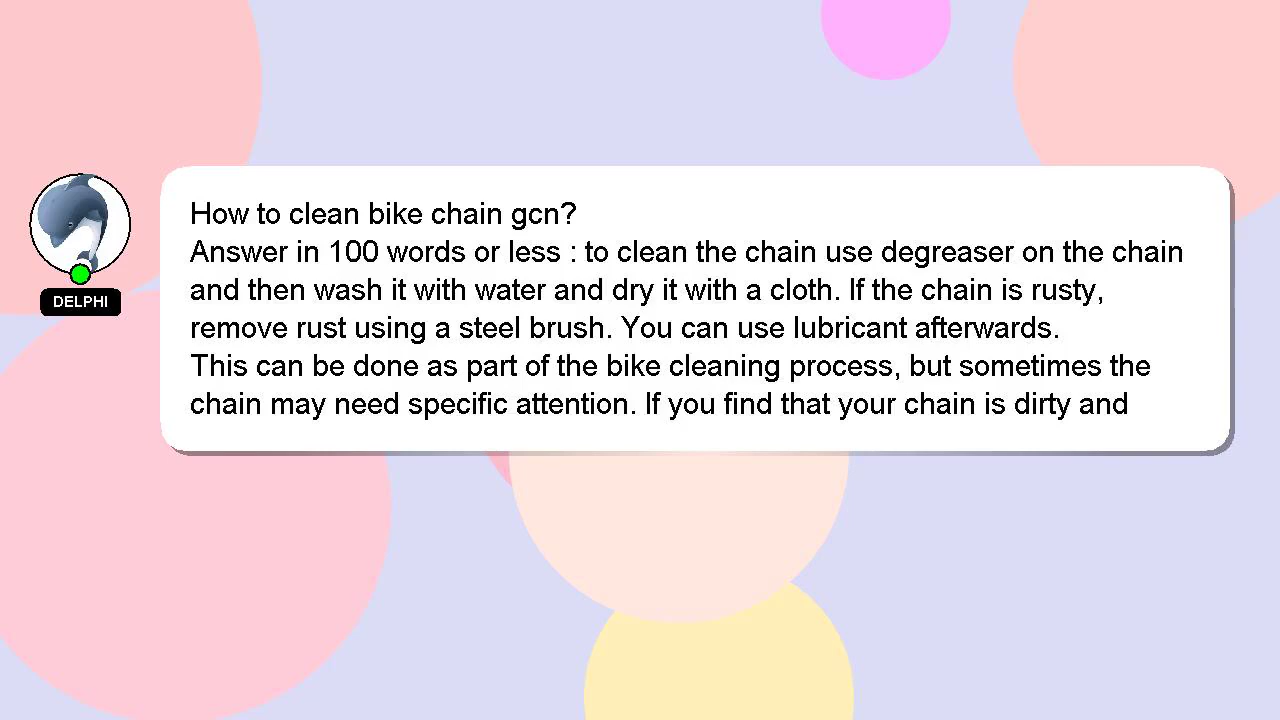 DELPHI
How to clean bike chain gcn?
Answer in 100 words or less : to clean the chain use degreaser on the chain
and then wash it with water and dry it with a cloth. If the chain is rusty,
remove rust using a steel brush. You can use lubricant afterwards.
This can be done as part of the bike cleaning process, but sometimes the
chain may need specific attention. If you find that your chain is dirty and